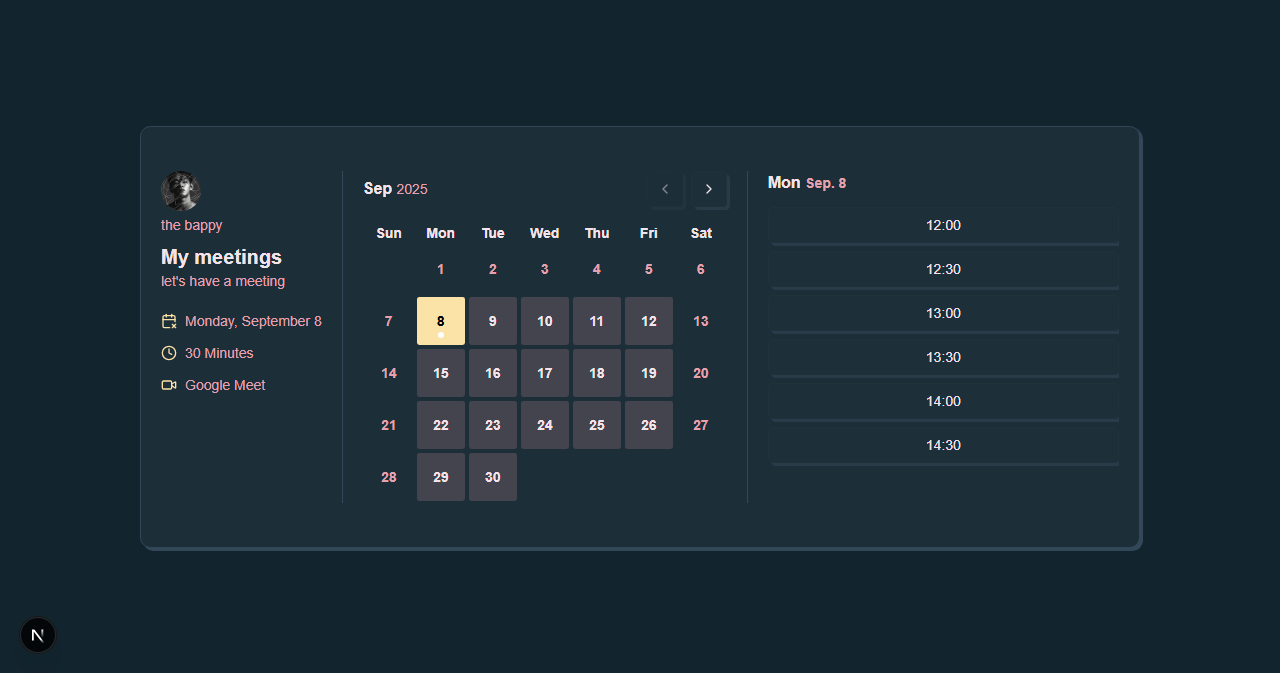 the bappy
My meetings
let's have a meeting
Monday, September 8
30 Minutes
Google Meet
Sep 2025
Sun Mon Tue Wed Thu Fri Sat
1 2 3 4 5 6
7 8 9 10 11 12 13
14 15 16 17 18 19 20
21 22 23 24 25 26 27
28 29 30
Mon Sep. 8
12:00
12:30
13:00
13:30
14:00
14:30
N